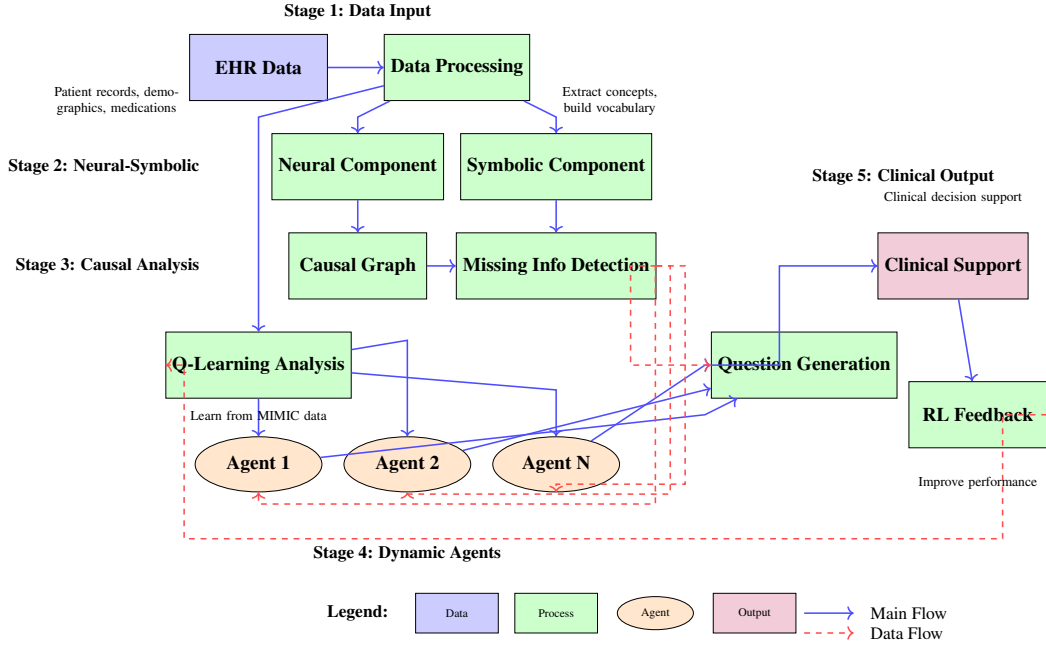 Stage 1: Data Input
EHR Data
Data Processing
Patient records, demo-
graphics, medications
Extract concepts,
build vocabulary
Stage 2: Neural-Symbolic
Neural Component
Symbolic Component
Stage 5: Clinical Output
Clinical decision support
Stage 3: Causal Analysis
Causal Graph
Missing Info Detection
Clinical Support
Q-Learning Analysis
Question Generation
Learn from MIMIC data
RL Feedback
Agent 1
Agent 2
Agent N
Improve performance
Stage 4: Dynamic Agents
Legend:
Data
Process
Agent
Output
Main Flow
Data Flow